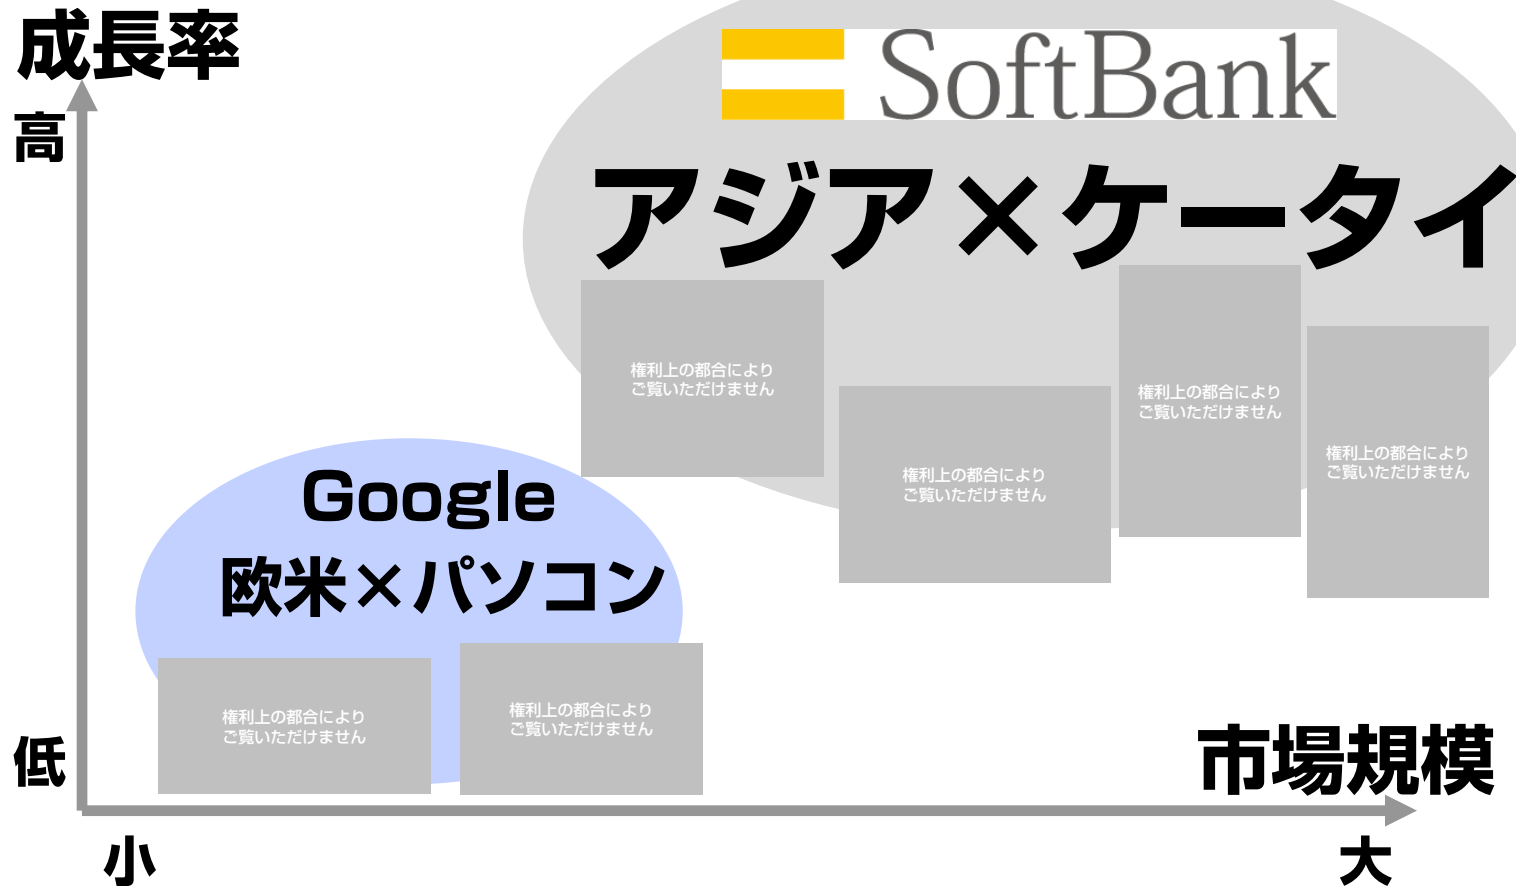 成長率
高
SoftBank
アジア×ケータイ
権利上の都合により
ご覧いただけません
権利上の都合により
ご覧いただけません
権利上の都合により
ご覧いただけません
権利上の都合により
ご覧いただけません
Google
欧米×パソコン
権利上の都合により
ご覧いただけません
権利上の都合により
ご覧いただけません
低
市場規模
小
大